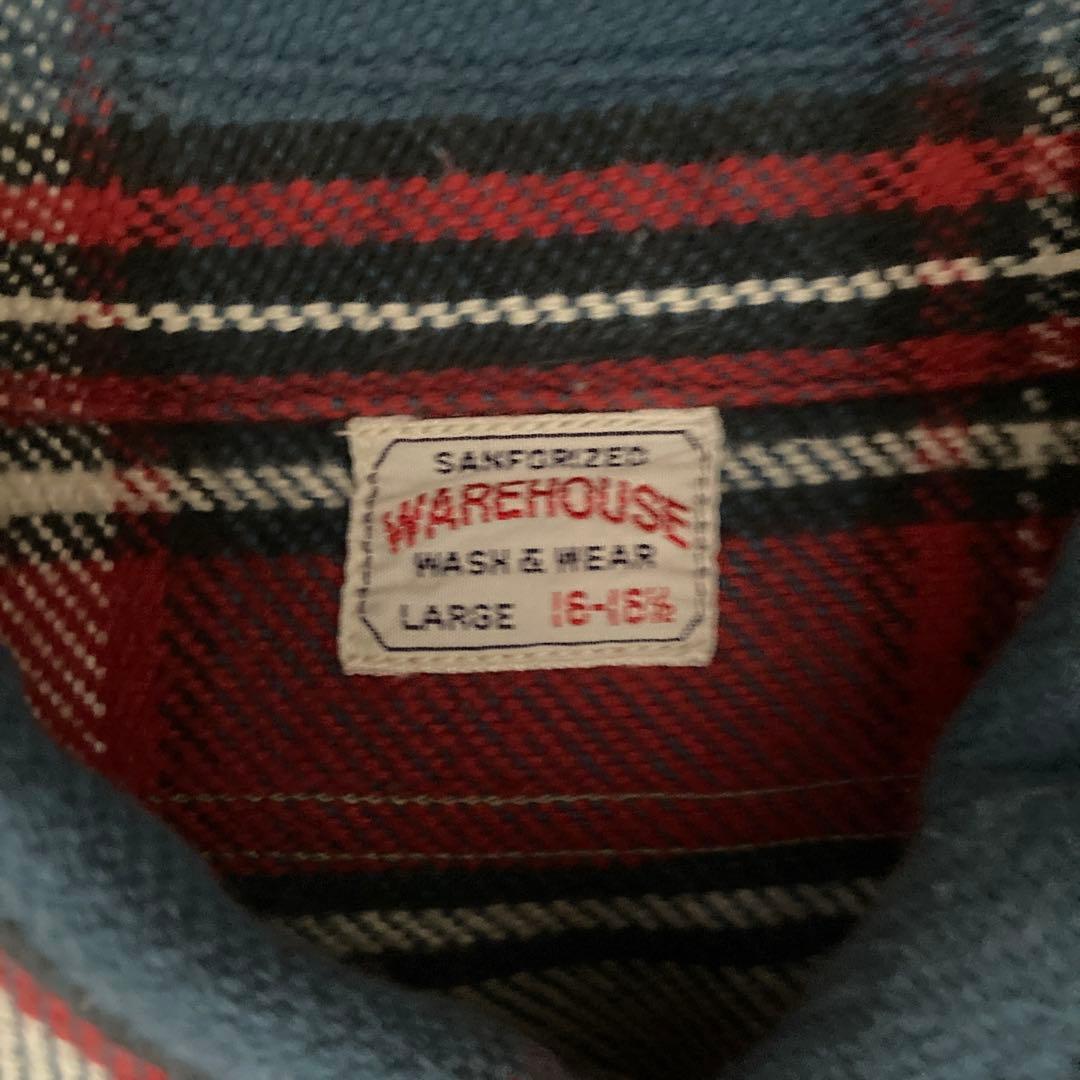 SANFORIZED
WAREHOUSE
WASH & WEAR
LARGE 16-16½